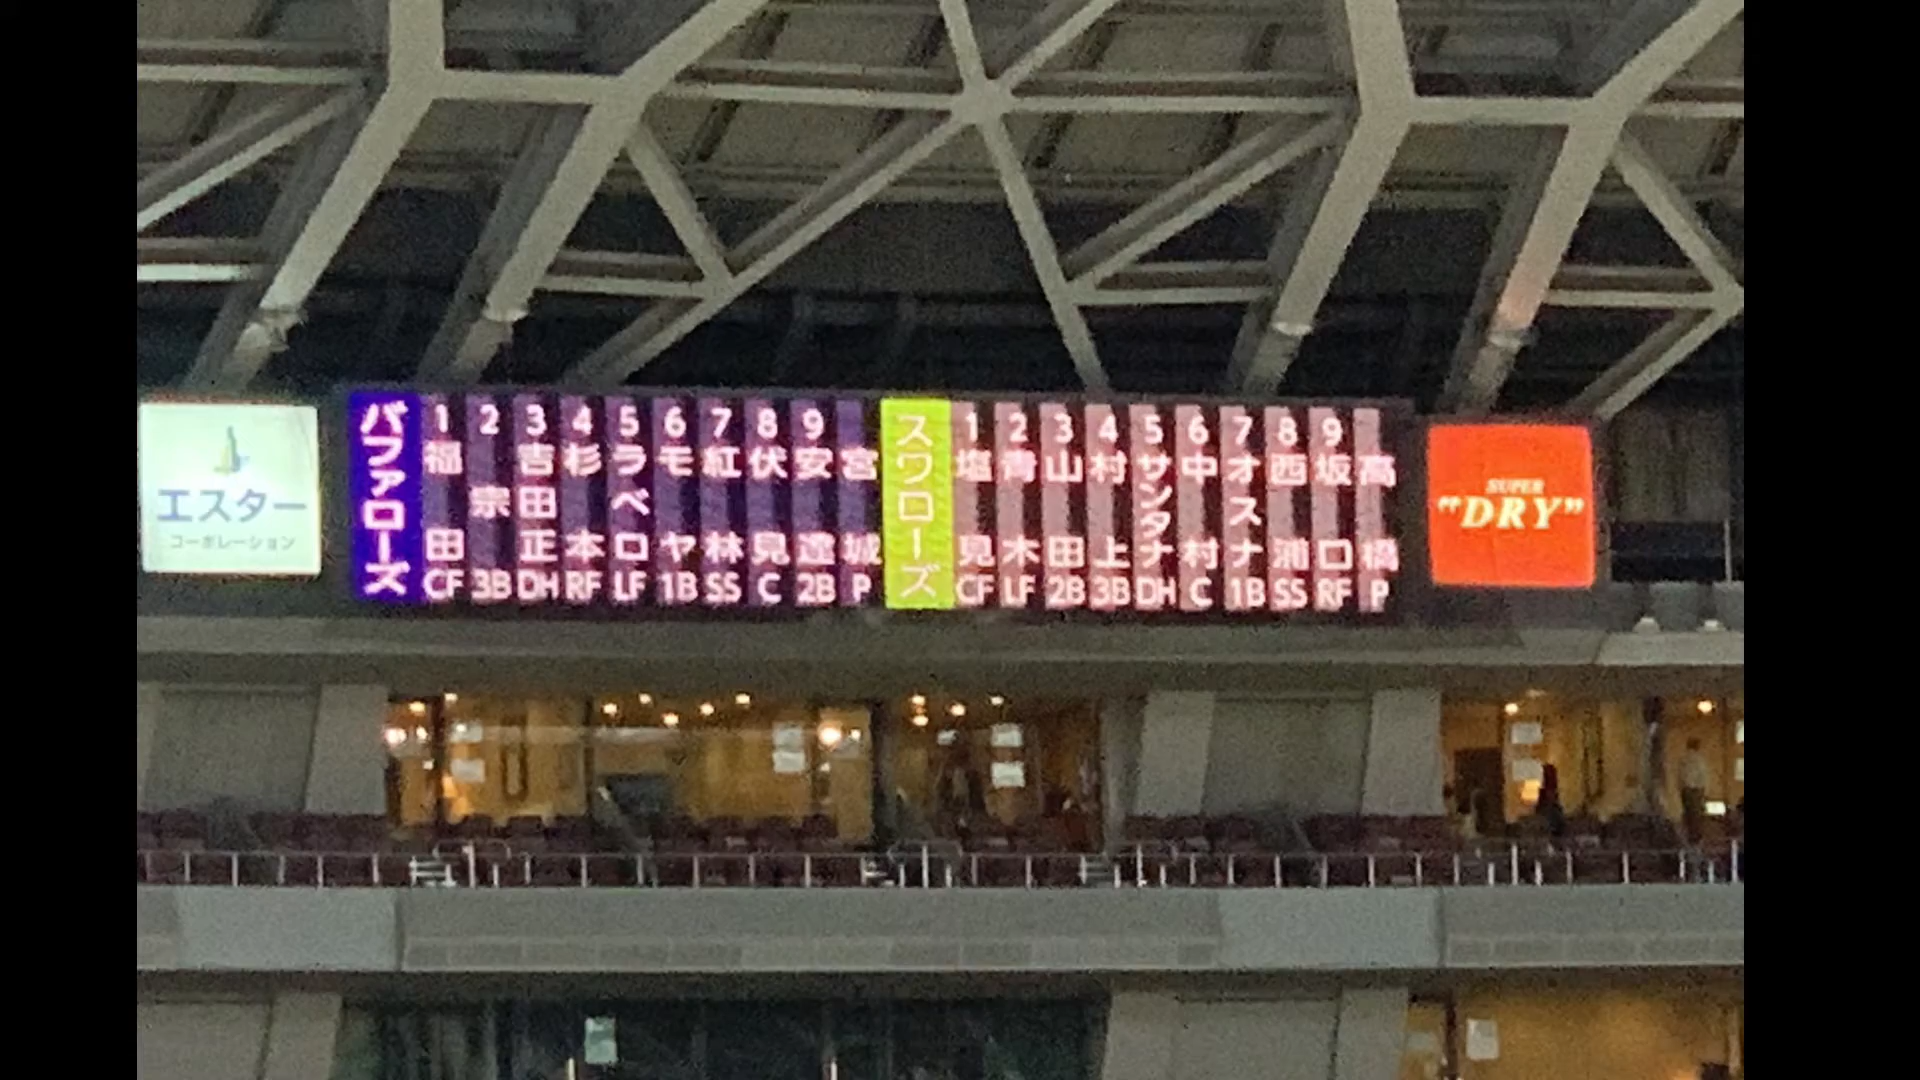 エスター
コーポレーション
バファローズ
1 福田 CF
2 宗 3B
3 吉田正 DH
4 杉本 RF
5 ラベロ LF
6 モヤ 1B
7 紅林 SS
8 伏見 C
9 安達 2B
宮城 P
スワローズ
1 塩見 CF
2 青木 LF
3 山田 2B
4 村上 3B
5 サンタナ DH
6 中村 C
7 オスナ 1B
8 西浦 SS
9 坂口 RF
高橋 P
SUPER
"DRY"